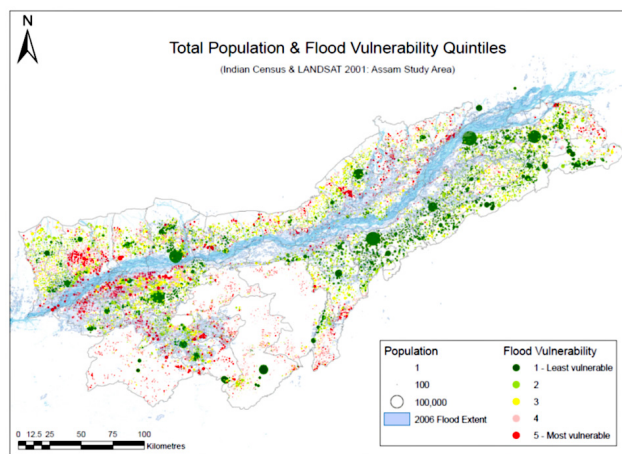 N
Total Population & Flood Vulnerability Quintiles
(Indian Census & LANDSAT 2001: Assam Study Area)
Population
1
100
100,000
2006 Flood Extent
Flood Vulnerability
1 - Least vulnerable
2
3
4
5 - Most vulnerable
0 12.5 25 50 75 100
Kilometres